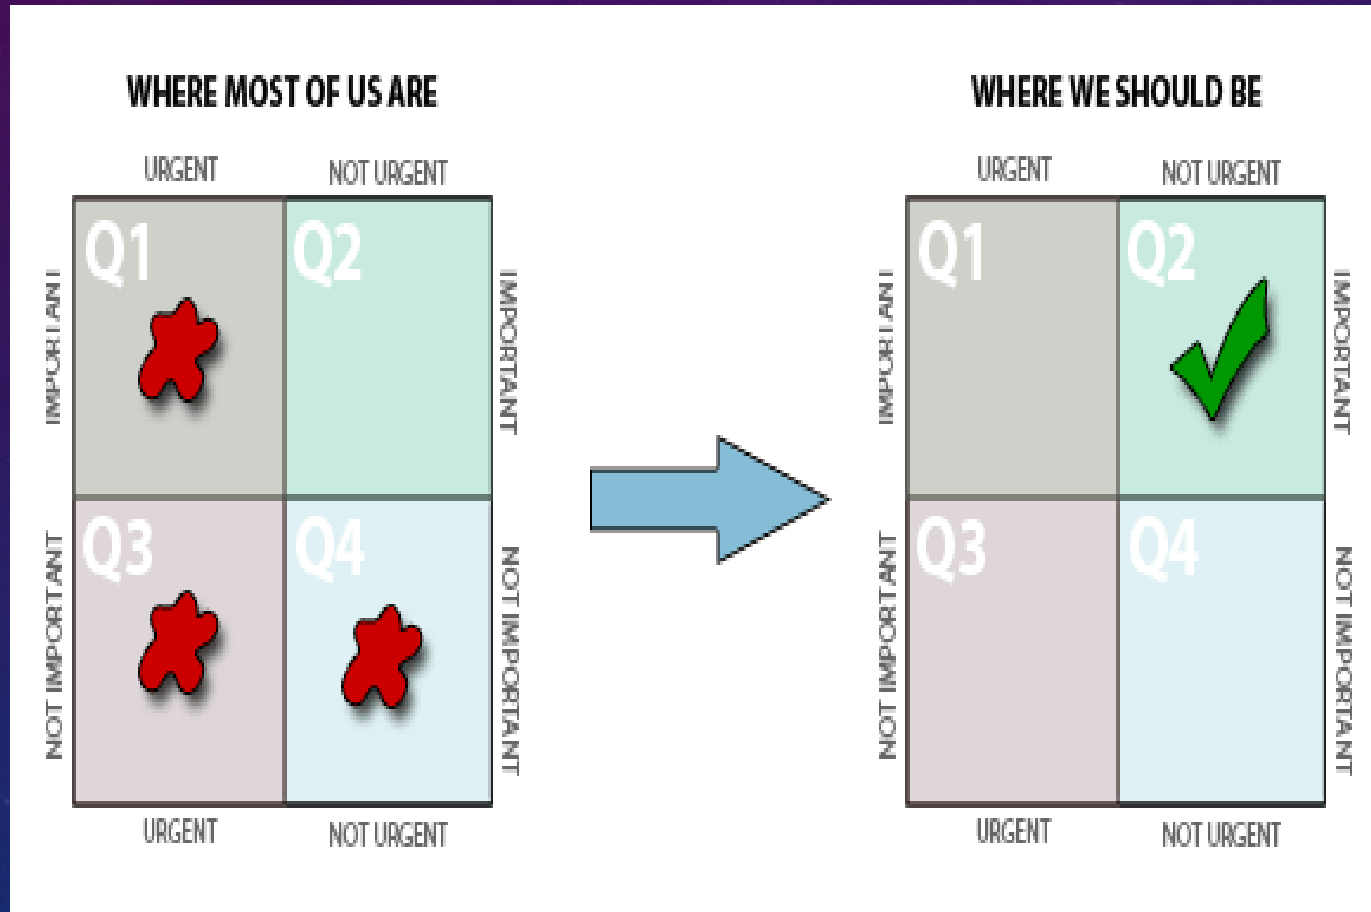 WHERE MOST OF US ARE
URGENT
NOT URGENT
Q1
Q2
IMPORTANT
IMPORTANT
Q3
Q4
NOT IMPORTANT
NOT IMPORTANT
URGENT
NOT URGENT
WHERE WE SHOULD BE
URGENT
NOT URGENT
Q1
Q2
IMPORTANT
IMPORTANT
Q3
Q4
NOT IMPORTANT
NOT IMPORTANT
URGENT
NOT URGENT